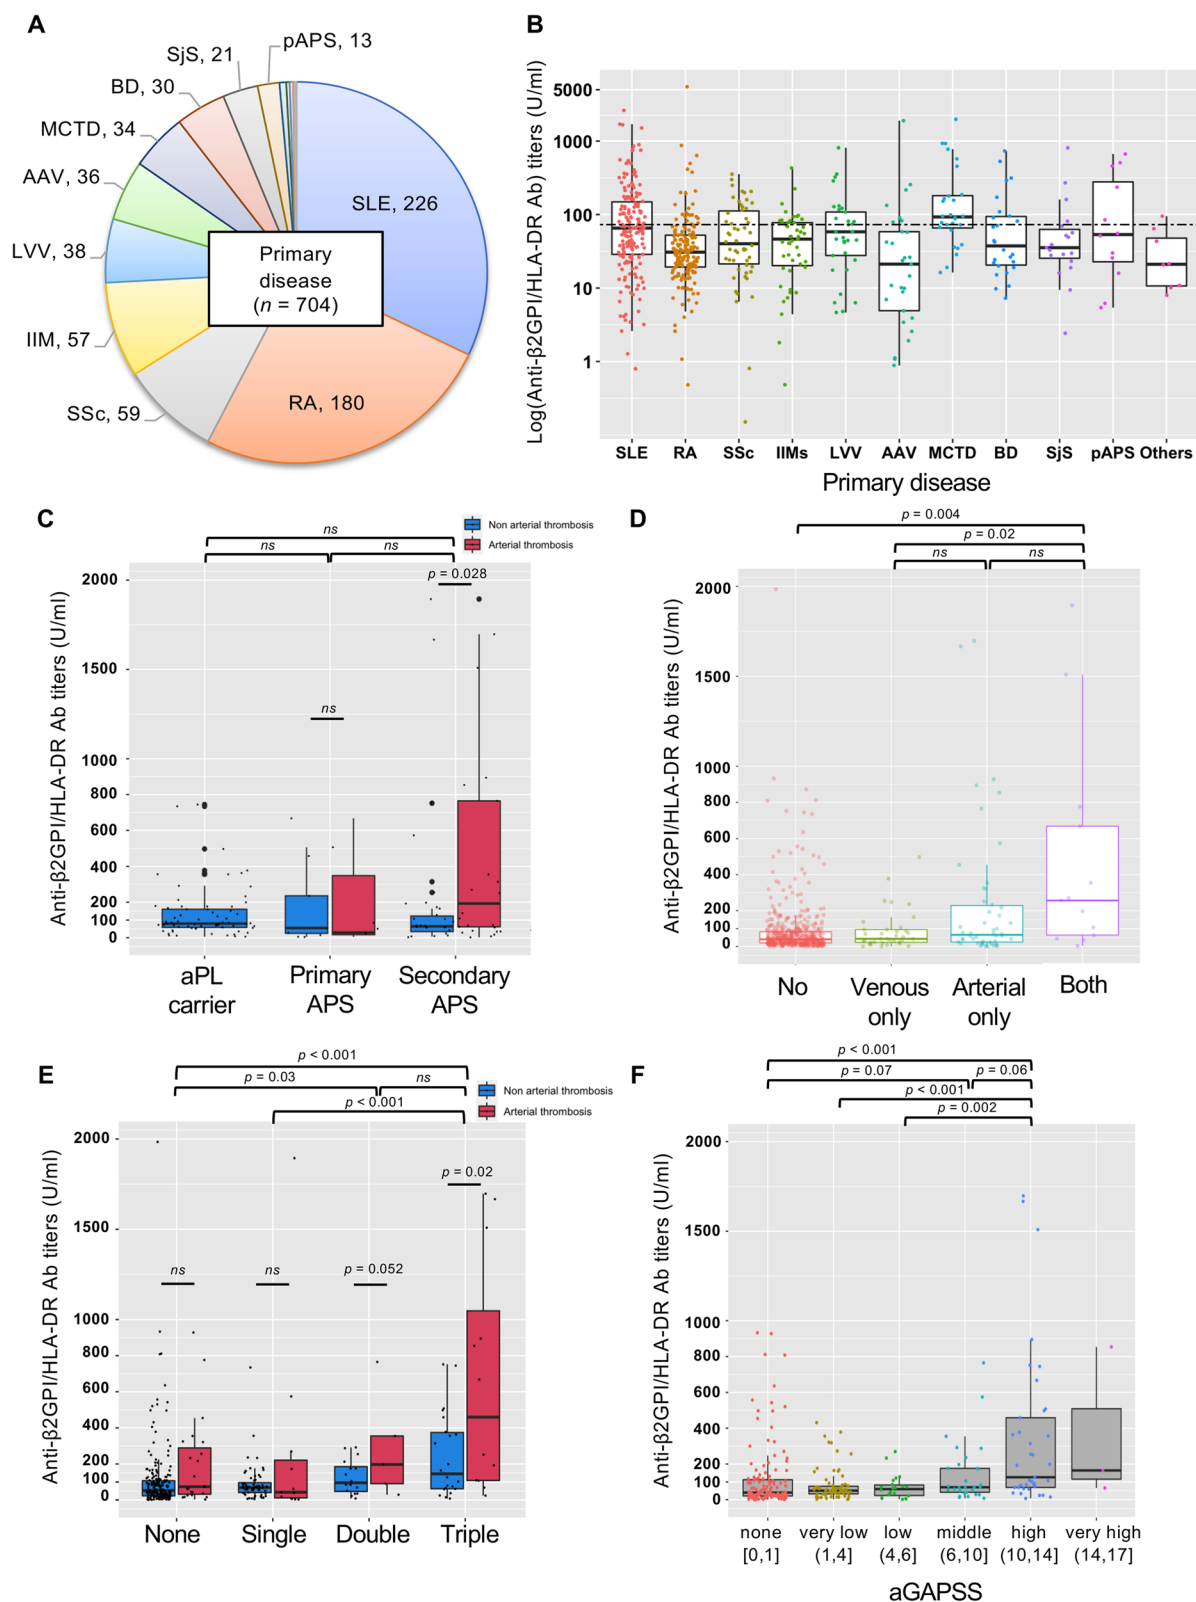 A
pAPS, 13
SjS, 21
BD, 30
MCTD, 34
AAV, 36
LVV, 38
IIM, 57
SSc, 59
RA, 180
SLE, 226
Primary
disease
(n = 704)
B
Log(Anti-β2GPI/HLA-DR Ab) titers (U/ml)
5000
1000
100
10
1
SLE RA SSc IIMs LVV AAV MCTD BD SjS pAPS Others
Primary disease
C
Non arterial thrombosis
Arterial thrombosis
ns
ns ns
p = 0.028
ns
Anti-β2GPI/HLA-DR Ab titers (U/ml)
2000
1500
1000
800
600
400
200
100
0
aPL
carrier
Primary
APS
Secondary
APS
D
p = 0.004
p = 0.02
ns ns
Anti-β2GPI/HLA-DR Ab titers (U/ml)
2000
1500
1000
800
600
400
200
100
0
No
Venous
only
Arterial
only
Both
E
p < 0.001
p = 0.03 ns
p < 0.001
Non arterial thrombosis
Arterial thrombosis
p = 0.02
ns ns p = 0.052
Anti-β2GPI/HLA-DR Ab titers (U/ml)
2000
1500
1000
800
600
400
200
100
0
None Single Double Triple
F
p < 0.001
p = 0.07 p = 0.06
p < 0.001
p = 0.002
Anti-β2GPI/HLA-DR Ab titers (U/ml)
2000
1500
1000
800
600
400
200
100
0
none very low low middle high very high
[0,1] (1,4] (4,6] (6,10] (10,14] (14,17]
aGAPSS